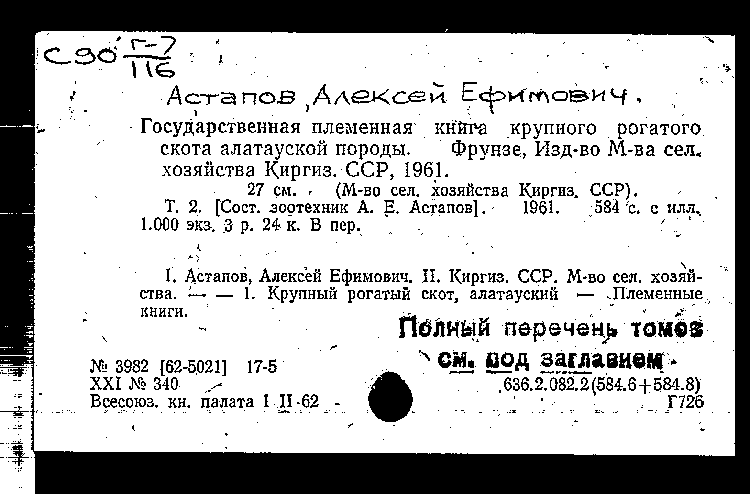 С90 Г-7/116
Астапов, Алексей Ефимович.
Государственная племенная книга крупного рогатого
скота алатауской породы. Фрунзе, Изд-во М-ва сел.
хозяйства Киргиз. ССР, 1961.
27 см. (М-во сел. хозяйства Киргиз. ССР).
Т. 2. [Сост. зоотехник А. Е. Астапов]. 1961. 584 с. с илл.
1.000 экз. 3 р. 24 к. В пер.
I. Астапов, Алексей Ефимович. II. Киргиз. ССР. М-во сел. хозяй-
ства. — — 1. Крупный рогатый скот, алатауский — Племенные
книги.
Полный перечень томов
см. под заглавием
№ 3982 [62-5021] 17-5
XXI № 340 636.2.082.2(584.6+584.8)
Всесоюз. кн. палата 1 II-62 Г726